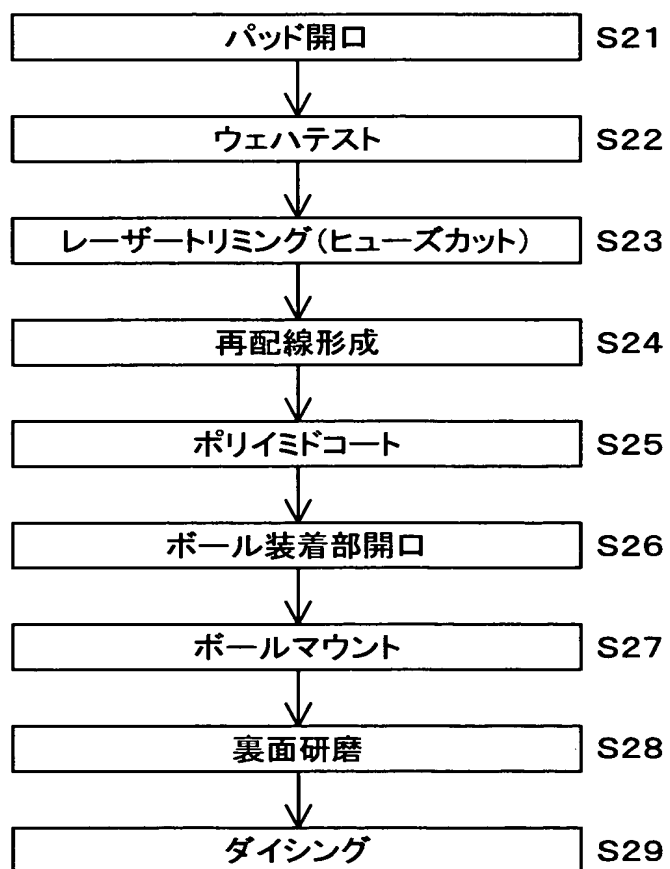 パッド開口 S21
ウェハテスト S22
レーザートリミング(ヒューズカット) S23
再配線形成 S24
ポリイミドコート S25
ボール装着部開口 S26
ボールマウント S27
裏面研磨 S28
ダイシング S29